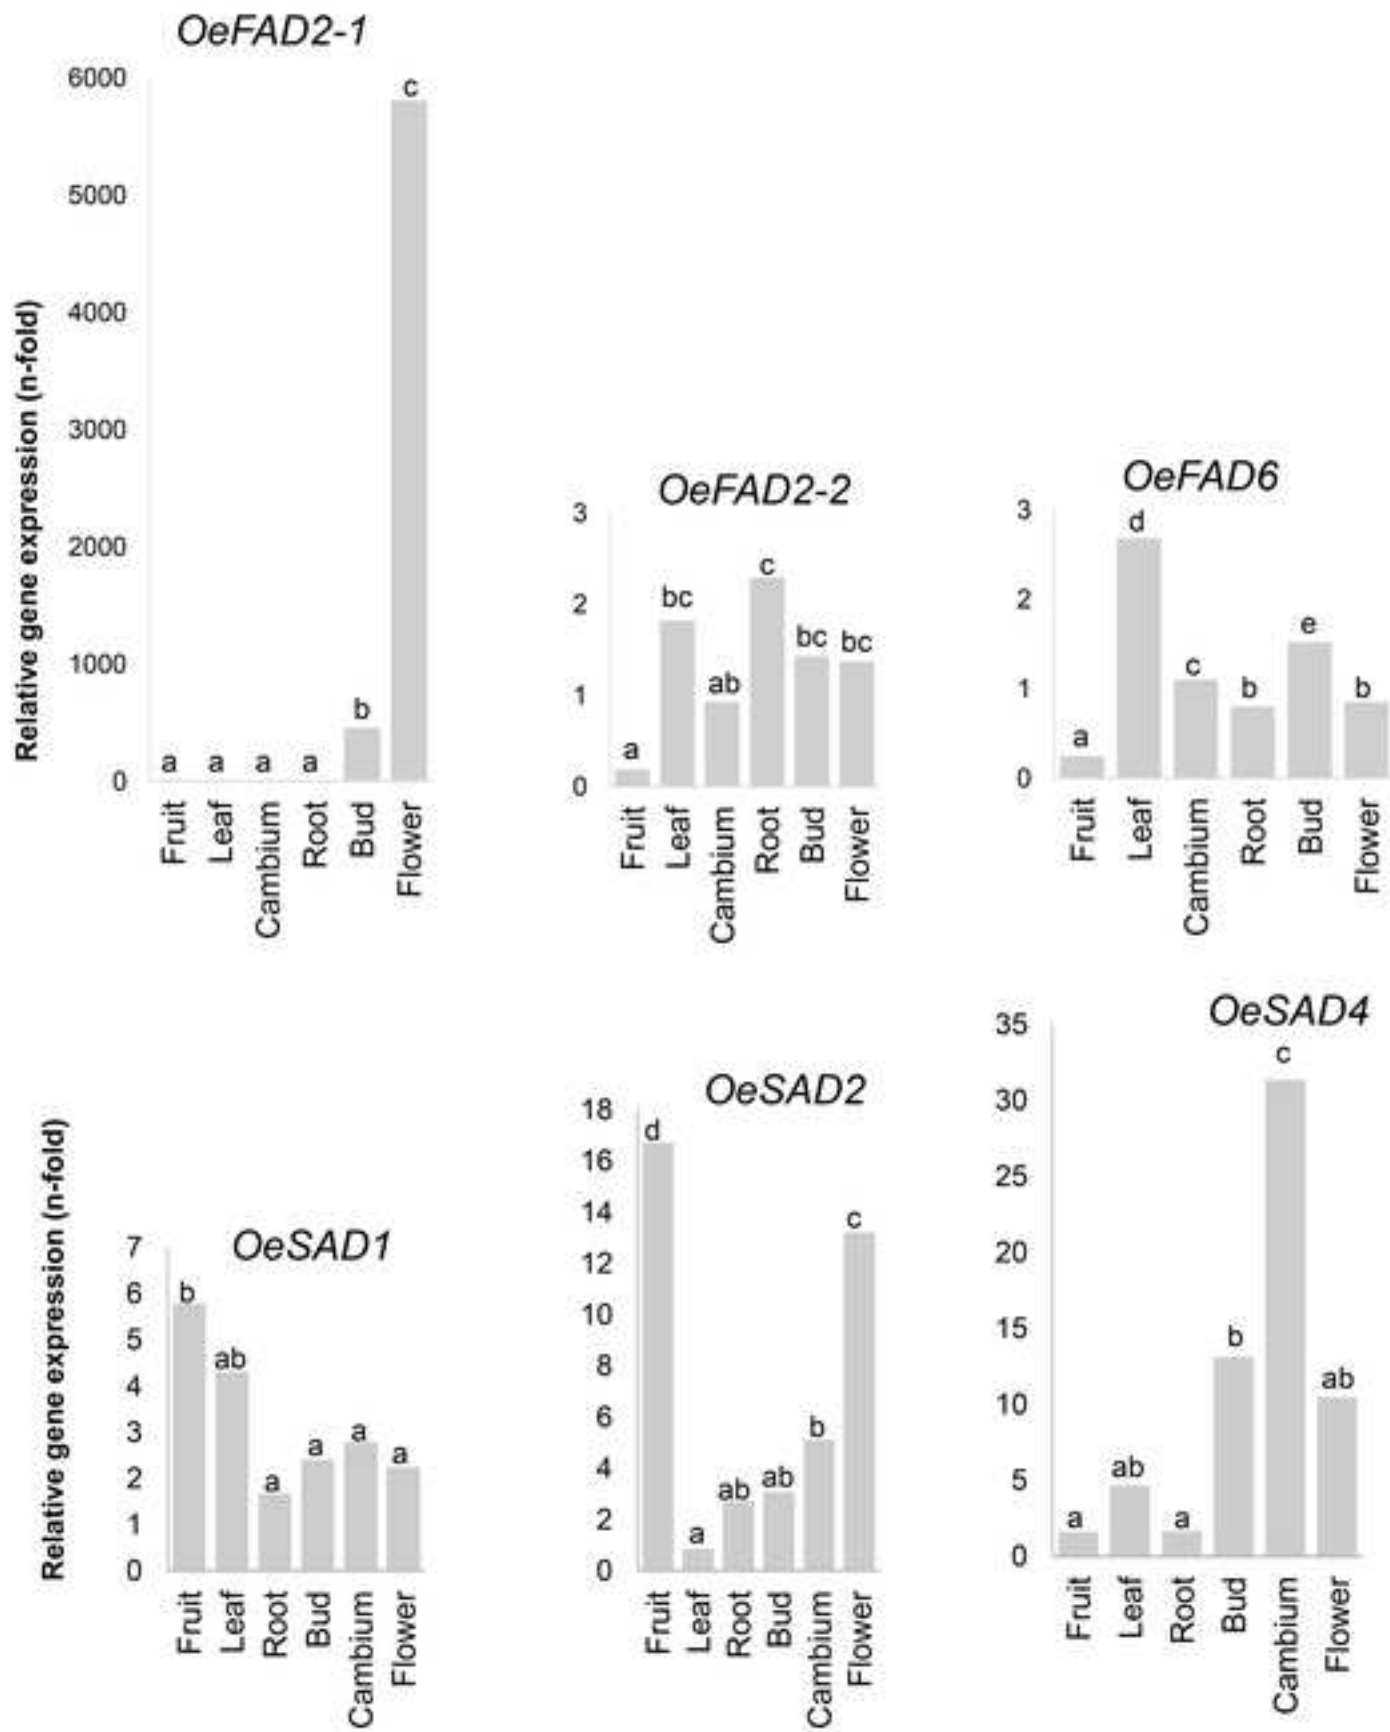 OeFAD2-1
Relative gene expression (n-fold)
6000
5000
4000
3000
2000
1000
0
a a a a b c
Fruit Leaf Cambium Root Bud Flower
OeFAD2-2
3
2
1
0
a bc ab c bc bc
Fruit Leaf Cambium Root Bud Flower
OeFAD6
3
2
1
0
a d c b e b
Fruit Leaf Cambium Root Bud Flower
Relative gene expression (n-fold)
OeSAD1
7
6
5
4
3
2
1
0
b ab a a a a
Fruit Leaf Root Bud Cambium Flower
OeSAD2
18
16
14
12
10
8
6
4
2
0
d a ab ab b c
Fruit Leaf Root Bud Cambium Flower
OeSAD4
35
30
25
20
15
10
5
0
a ab a b c ab
Fruit Leaf Root Bud Cambium Flower